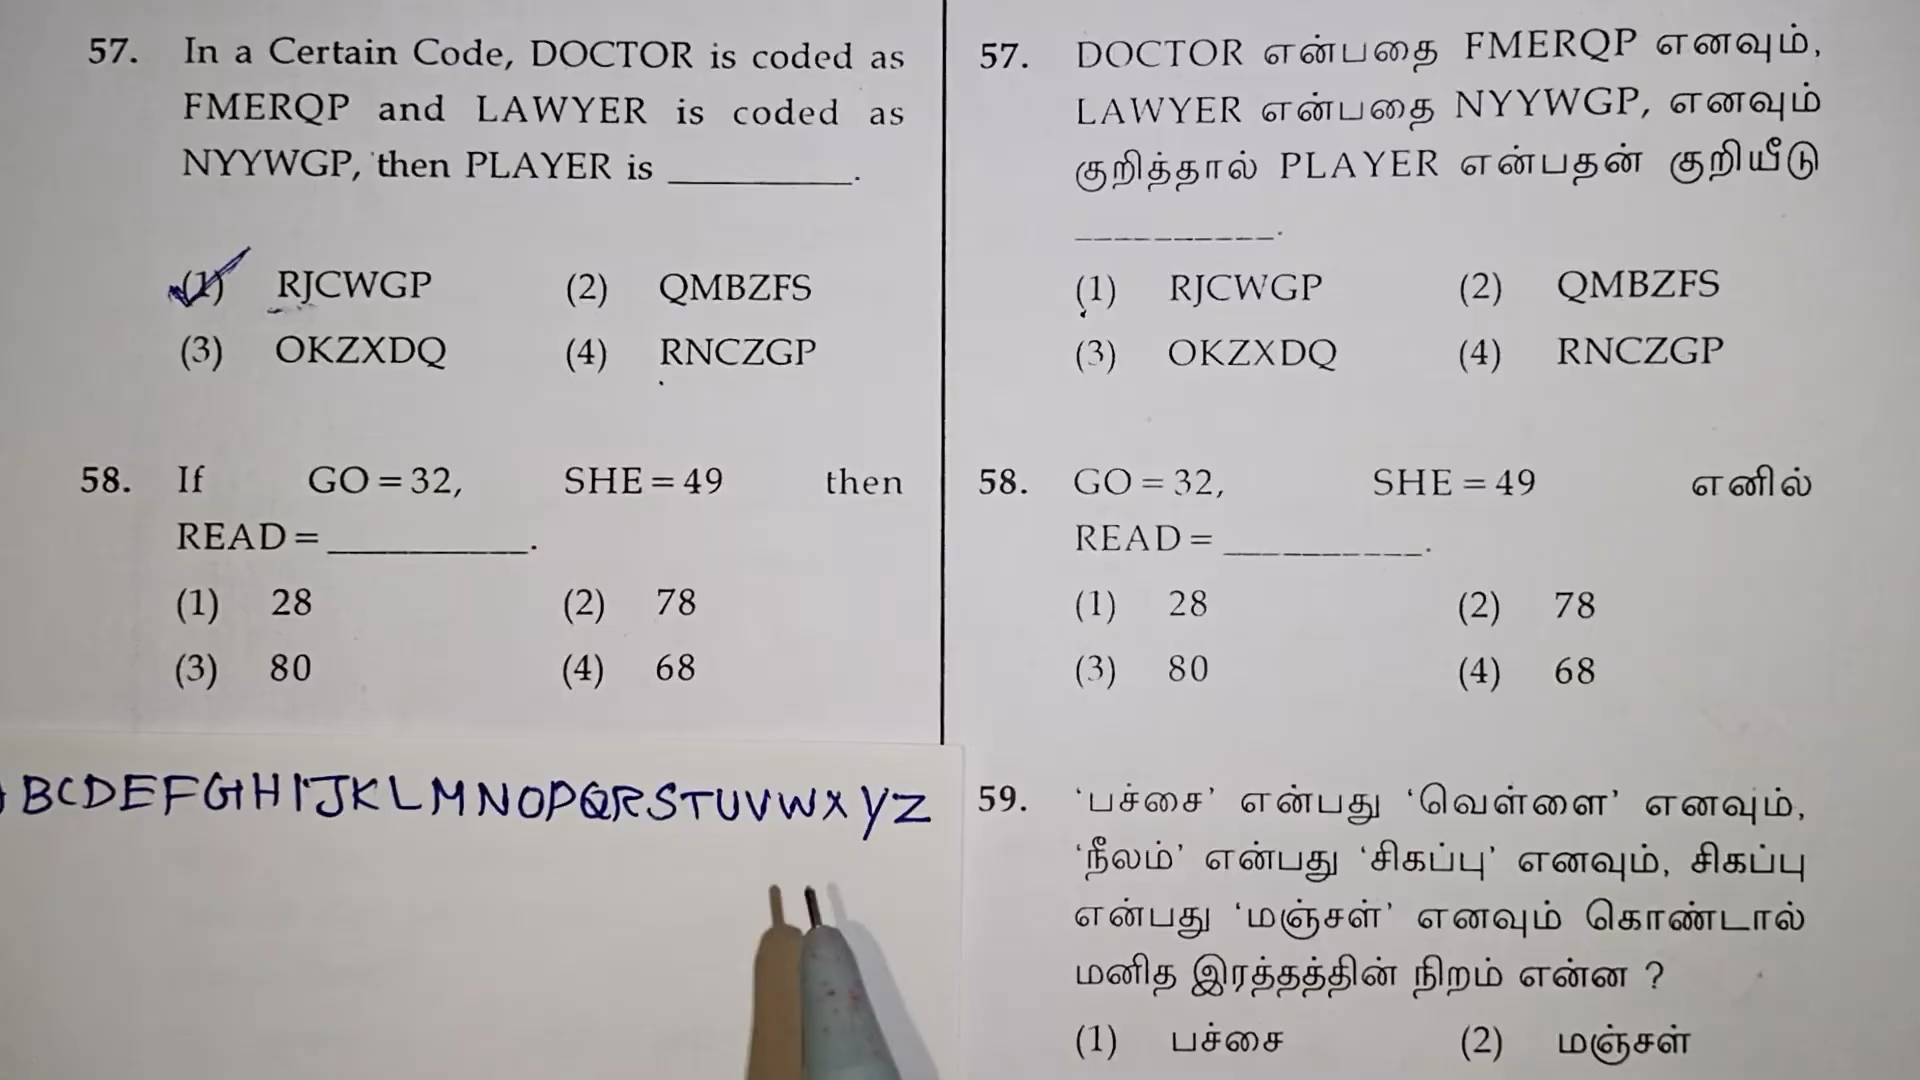 57. In a Certain Code, DOCTOR is coded as
FMERQP and LAWYER is coded as
NYYWGP, then PLAYER is __________.
(1) RJCWGP (2) QMBZFS
(3) OKZXDQ (4) RNCZGP
58. If GO = 32, SHE = 49 then
READ = __________.
(1) 28 (2) 78
(3) 80 (4) 68
BCDEFGHIJKLMNOPQRSTUVWXYZ
57. DOCTOR என்பதை FMERQP எனவும்,
LAWYER என்பதை NYYWGP, எனவும்
குறித்தால் PLAYER என்பதன் குறியீடு
__________.
(1) RJCWGP (2) QMBZFS
(3) OKZXDQ (4) RNCZGP
58. GO = 32, SHE = 49 எனில்
READ = __________.
(1) 28 (2) 78
(3) 80 (4) 68
59. ‘பச்சை’ என்பது ‘வெள்ளை’ எனவும்,
‘நீலம்’ என்பது ‘சிகப்பு’ எனவும், சிகப்பு
என்பது ‘மஞ்சள்’ எனவும் கொண்டால்
மனித இரத்தத்தின் நிறம் என்ன ?
(1) பச்சை (2) மஞ்சள்